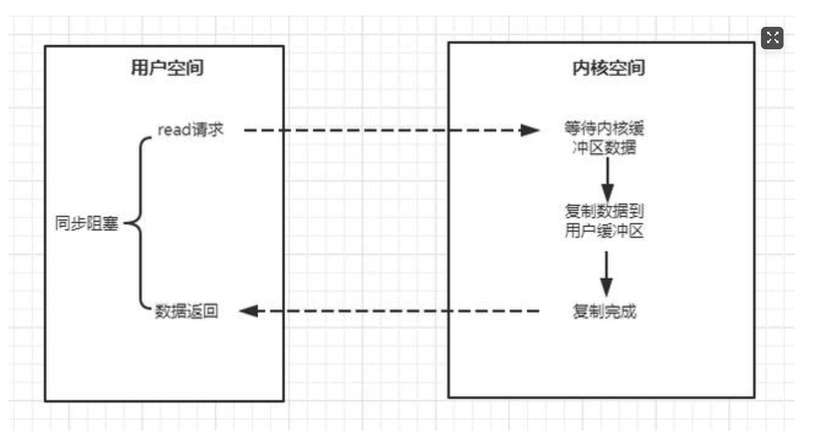 用户空间
内核空间
read请求
等待内核缓
冲区数据
同步阻塞
复制数据到
用户缓冲区
数据返回
复制完成